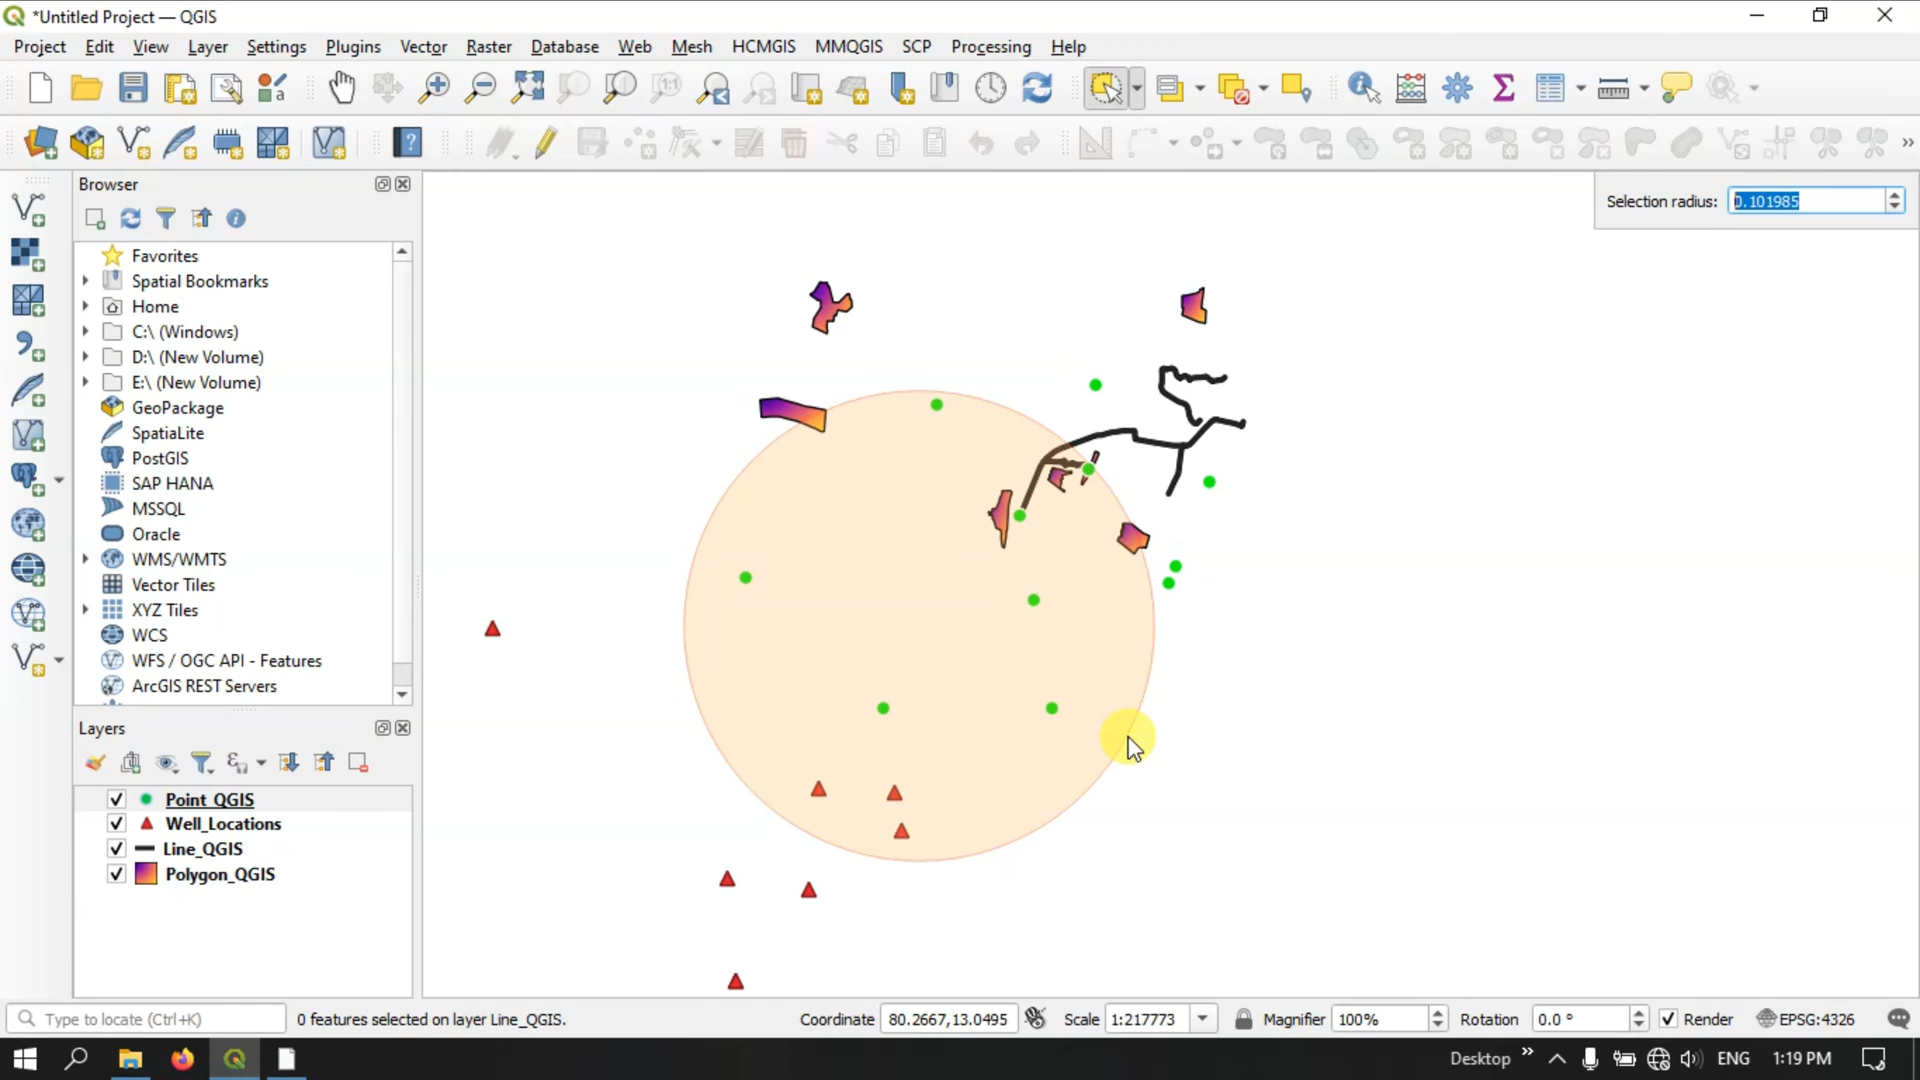 *Untitled Project — QGIS
Project Edit View Layer Settings Plugins Vector Raster Database Web Mesh HCMGIS MMQGIS SCP Processing Help
Browser
Selection radius: 0.101985
Favorites
Spatial Bookmarks
Home
C:\ (Windows)
D:\ (New Volume)
E:\ (New Volume)
GeoPackage
SpatiaLite
PostGIS
SAP HANA
MSSQL
Oracle
WMS/WMTS
Vector Tiles
XYZ Tiles
WCS
WFS / OGC API - Features
ArcGIS REST Servers
Layers
Point_QGIS
Well_Locations
Line_QGIS
Polygon_QGIS
Type to locate (Ctrl+K) 0 features selected on layer Line_QGIS. Coordinate 80.2667,13.0495 Scale 1:217773 Magnifier 100% Rotation 0.0 ° Render EPSG:4326
Desktop ENG 1:19 PM